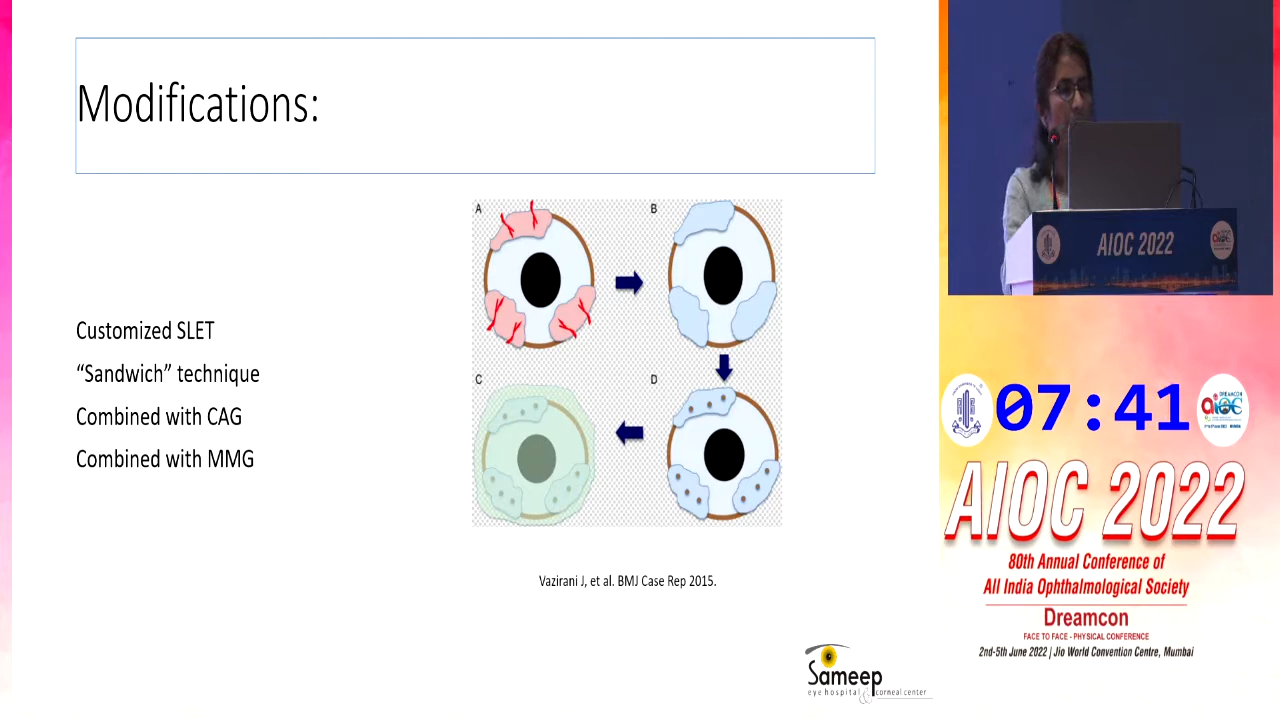 Modifications:
Customized SLET
“Sandwich” technique
Combined with CAG
Combined with MMG
A
B
C
D
Vazirani J, et al. BMJ Case Rep 2015.
Sameep
eye hospital & corneal center
AIOC 2022
07:41
AIOC 2022
80th Annual Conference of
All India Ophthalmological Society
Dreamcon
FACE TO FACE - PHYSICAL CONFERENCE
2nd-5th June 2022 | Jio World Convention Centre, Mumbai